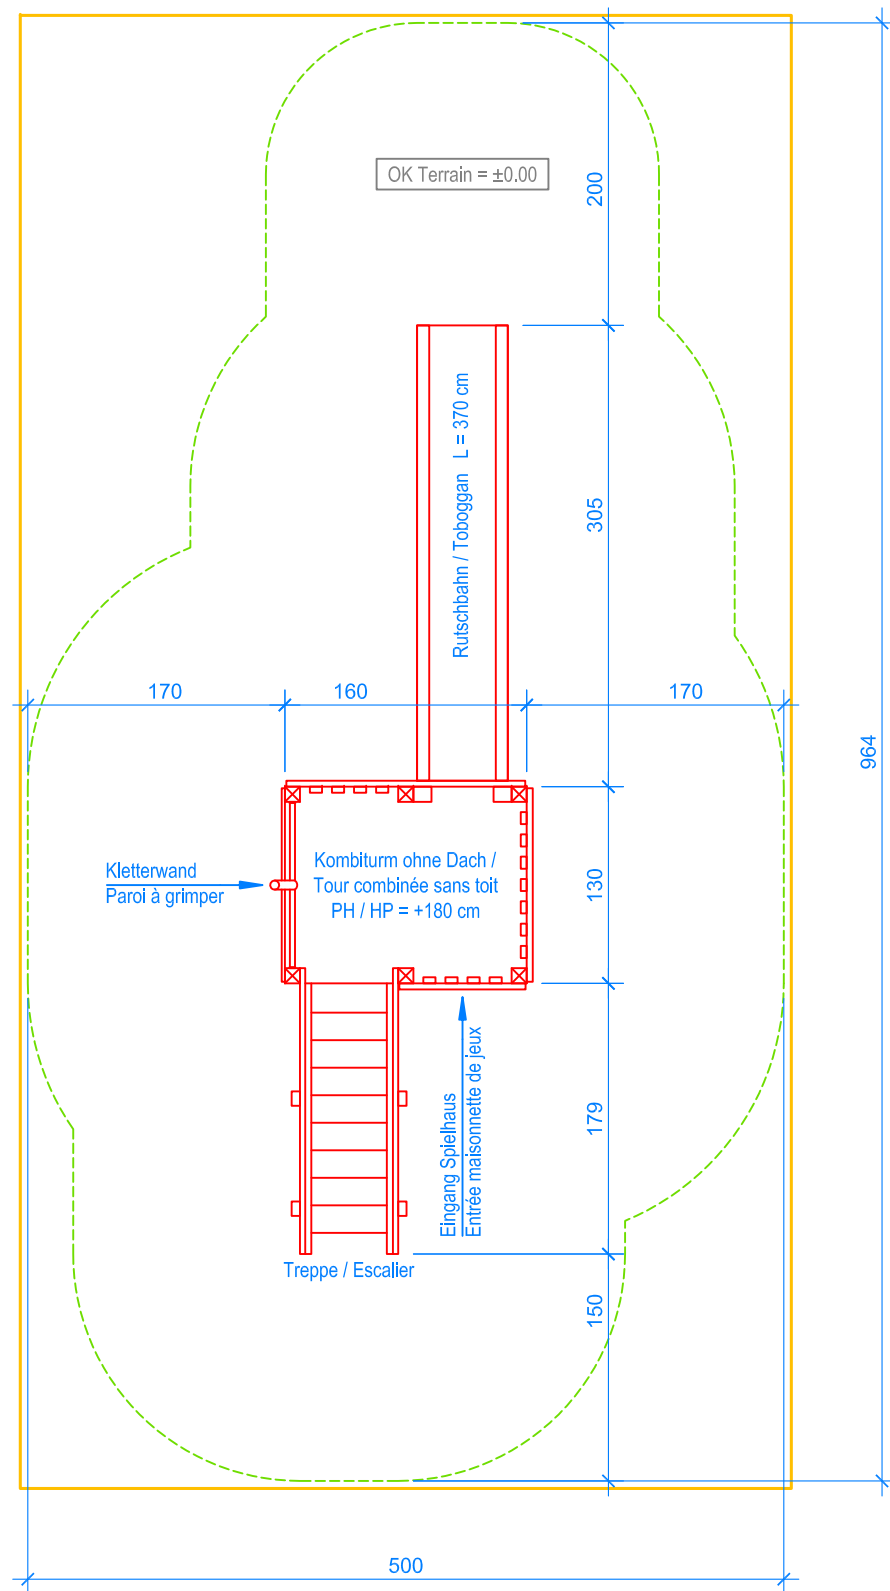 OK Terrain = ±0.00
200
Rutschbahn / Toboggan L = 370 cm
305
170
160
170
964
Kletterwand
Paroi à grimper
Kombiturm ohne Dach /
Tour combinée sans toit
PH / HP = +180 cm
130
Eingang Spielhaus
Entrée maisonnette de jeux
179
Treppe / Escalier
150
500